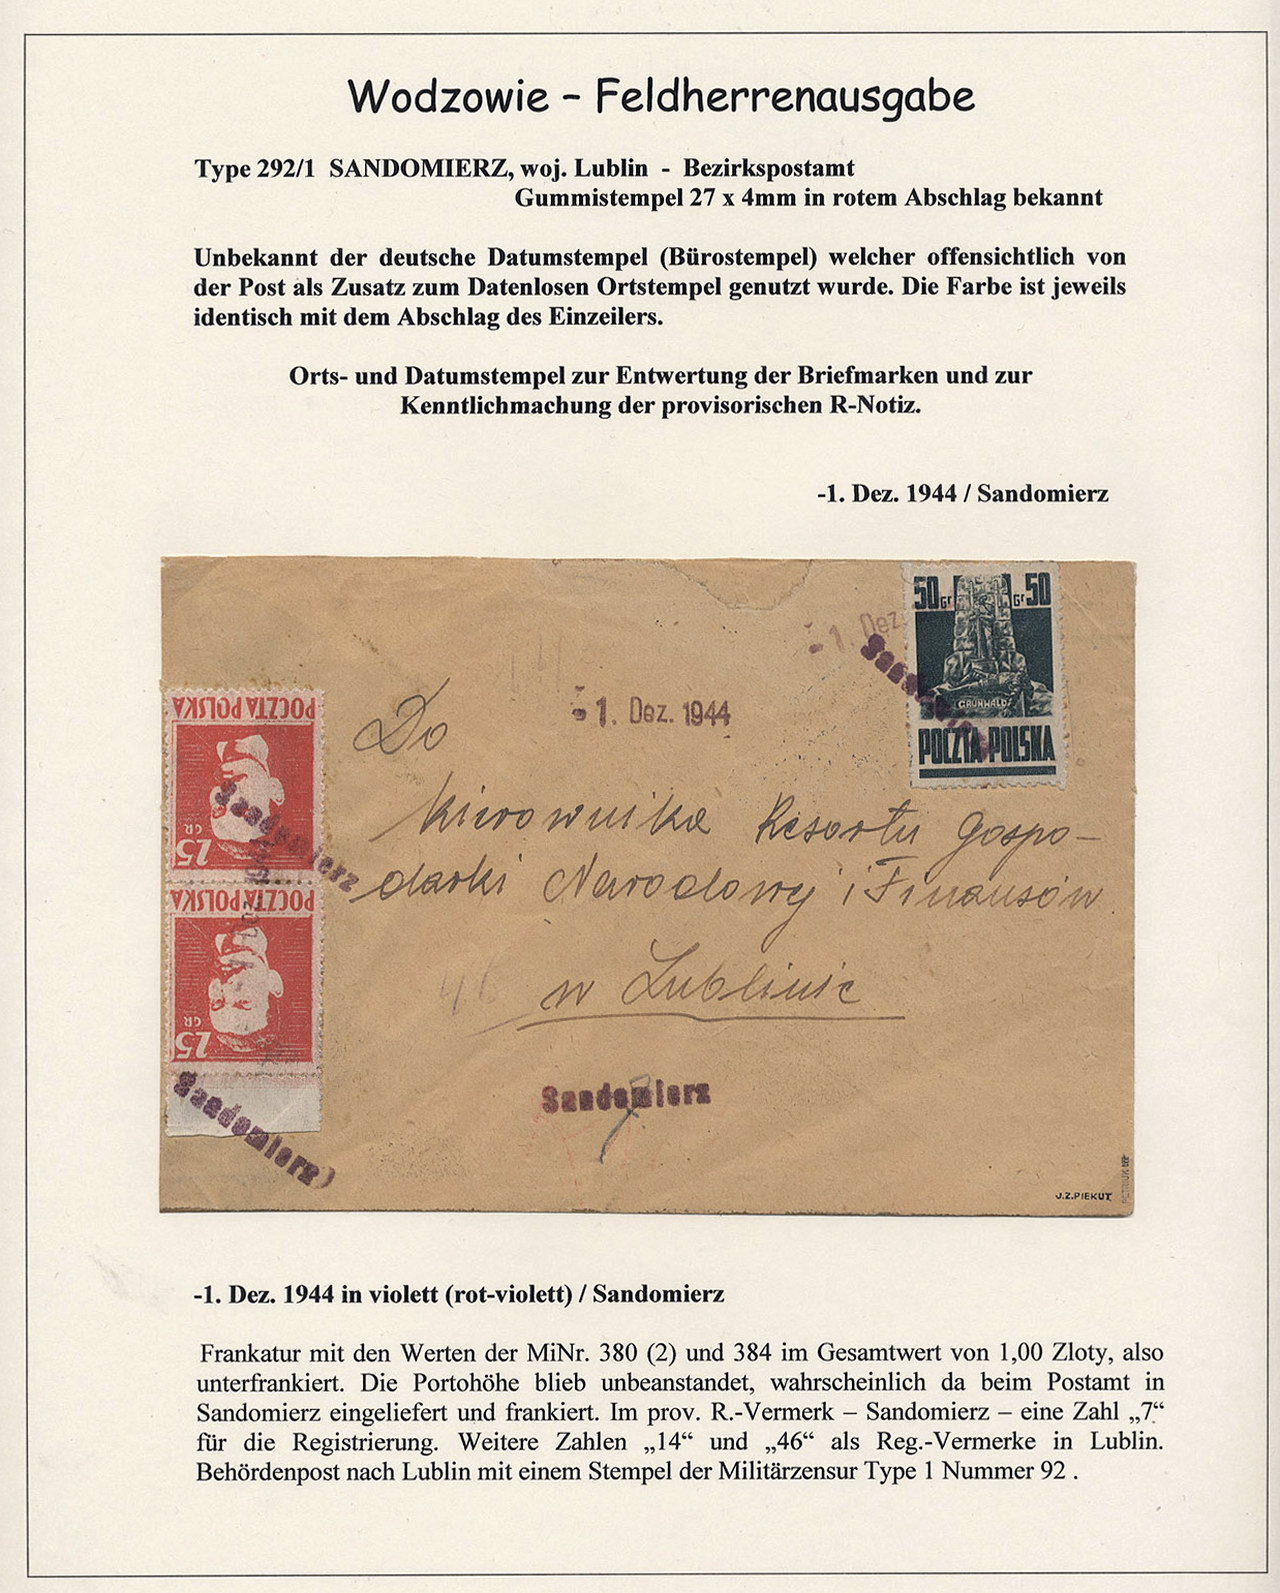 Wodzowie – Feldherrenausgabe
Type 292/1 SANDOMIERZ, woj. Lublin - Bezirkspostamt
Gummistempel 27 x 4mm in rotem Abschlag bekannt
Unbekannt der deutsche Datumstempel (Bürostempel) welcher offensichtlich von
der Post als Zusatz zum Datenlosen Ortstempel genutzt wurde. Die Farbe ist jeweils
identisch mit dem Abschlag des Einzeilers.
Orts- und Datumstempel zur Entwertung der Briefmarken und zur
Kenntlichmachung der provisorischen R-Notiz.
-1. Dez. 1944 / Sandomierz
50 Gr Gr 50
-1. Dez.
Sandomierz
GRUNWALD
POCZTA POLSKA
-1. Dez. 1944
POCZTA POLSKA
25 GR
Sandomierz
POCZTA POLSKA
25 GR
Sandomierz
Do
Kierownika Resortu Gospo-
darki Narodowej i Finansów
w Lublinie
46
Sandomierz
7
J.Z.PIEKUT
-1. Dez. 1944 in violett (rot-violett) / Sandomierz
Frankatur mit den Werten der MiNr. 380 (2) und 384 im Gesamtwert von 1,00 Zloty, also
unterfrankiert. Die Portohöhe blieb unbeanstandet, wahrscheinlich da beim Postamt in
Sandomierz eingeliefert und frankiert. Im prov. R.-Vermerk – Sandomierz – eine Zahl „7“
für die Registrierung. Weitere Zahlen „14“ und „46“ als Reg.-Vermerke in Lublin.
Behördenpost nach Lublin mit einem Stempel der Militärzensur Type 1 Nummer 92 .